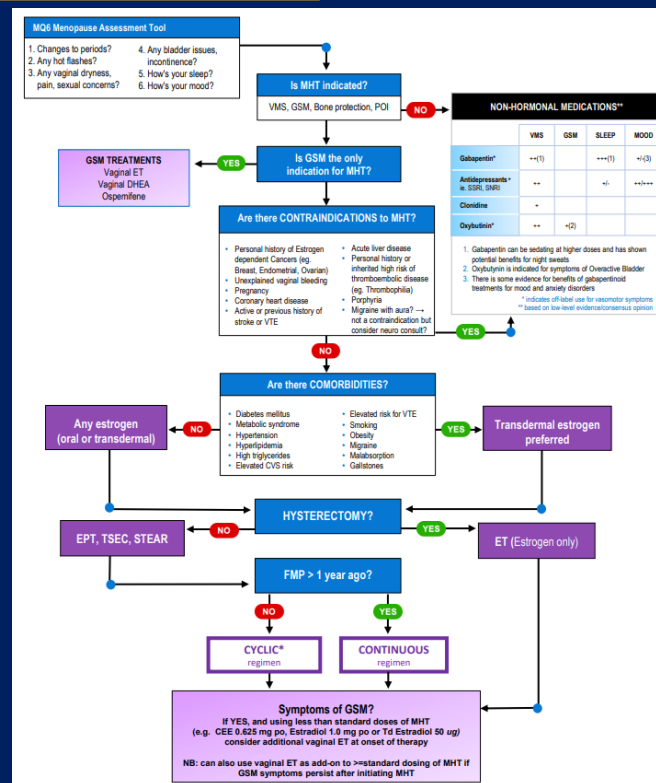 MQ6 Menopause Assessment Tool
1. Changes to periods?
2. Any hot flashes?
3. Any vaginal dryness,
pain, sexual concerns?
4. Any bladder issues,
incontinence?
5. How's your sleep?
6. How's your mood?
Is MHT indicated?
VMS, GSM, Bone protection, POI
NO
NON-HORMONAL MEDICATIONS**
VMS GSM SLEEP MOOD
Gabapentin* ++(1) +++(1) +/-(3)
Antidepressants*
ie. SSRI, SNRI ++ +/- ++/+++
Clonidine +
Oxybutinin* ++ +(2)
1. Gabapentin can be sedating at higher doses and has shown
potential benefits for night sweats
2. Oxybutynin is indicated for symptoms of Overactive Bladder
3. There is some evidence for benefits of gabapentinoid
treatments for mood and anxiety disorders
* indicates off-label use for vasomotor symptoms
** based on low-level evidence/consensus opinion
GSM TREATMENTS
Vaginal ET
Vaginal DHEA
Ospemifene
YES
Is GSM the only
indication for MHT?
Are there CONTRAINDICATIONS to MHT?
• Personal history of Estrogen
dependent Cancers (eg.
Breast, Endometrial, Ovarian)
• Unexplained vaginal bleeding
• Pregnancy
• Coronary heart disease
• Active or previous history of
stroke or VTE
• Acute liver disease
• Personal history or
inherited high risk of
thromboembolic disease
(eg. Thrombophilia)
• Porphyria
• Migraine with aura? →
not a contraindication but
consider neuro consult?
YES
NO
Are there COMORBIDITIES?
• Diabetes mellitus
• Metabolic syndrome
• Hypertension
• Hyperlipidemia
• High triglycerides
• Elevated CVS risk
• Elevated risk for VTE
• Smoking
• Obesity
• Migraine
• Malabsorption
• Gallstones
Any estrogen
(oral or transdermal)
NO
YES
Transdermal estrogen
preferred
HYSTERECTOMY?
EPT, TSEC, STEAR
NO
YES
ET (Estrogen only)
FMP > 1 year ago?
NO
YES
CYCLIC*
regimen
CONTINUOUS
regimen
Symptoms of GSM?
If YES, and using less than standard doses of MHT
(e.g. CEE 0.625 mg po, Estradiol 1.0 mg po or Td Estradiol 50 ug)
consider additional vaginal ET at onset of therapy
NB: can also use vaginal ET as add-on to >=standard dosing of MHT if
GSM symptoms persist after initiating MHT